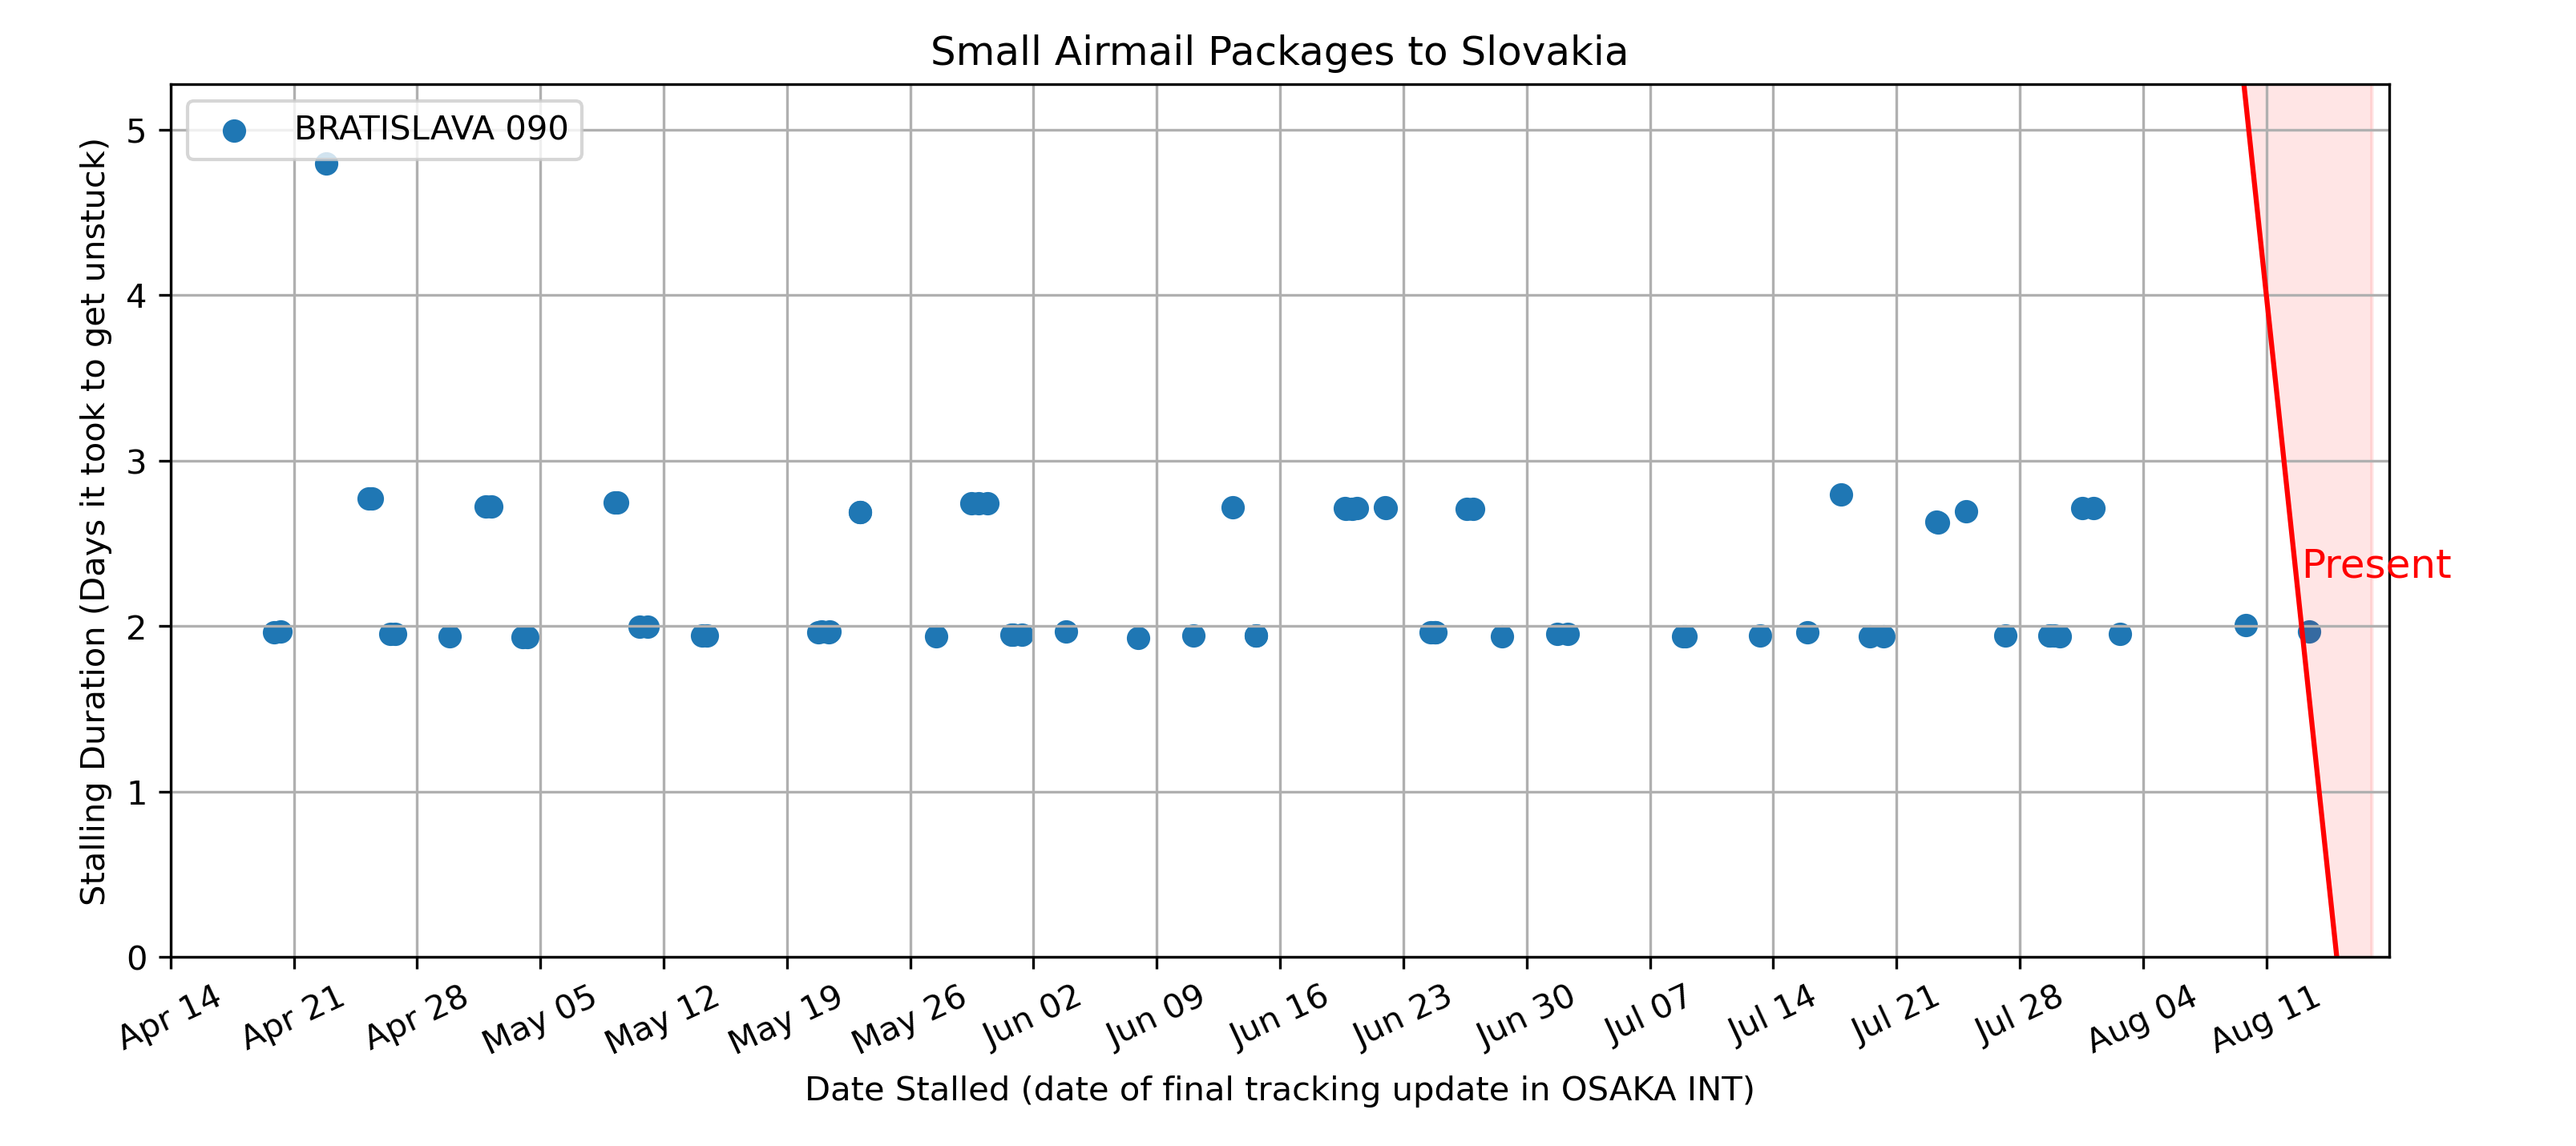 Small Airmail Packages to Slovakia
BRATISLAVA 090
Stalling Duration (Days it took to get unstuck)
5
4
3
2
1
0
Present
Apr 14
Apr 21
Apr 28
May 05
May 12
May 19
May 26
Jun 02
Jun 09
Jun 16
Jun 23
Jun 30
Jul 07
Jul 14
Jul 21
Jul 28
Aug 04
Aug 11
Date Stalled (date of final tracking update in OSAKA INT)